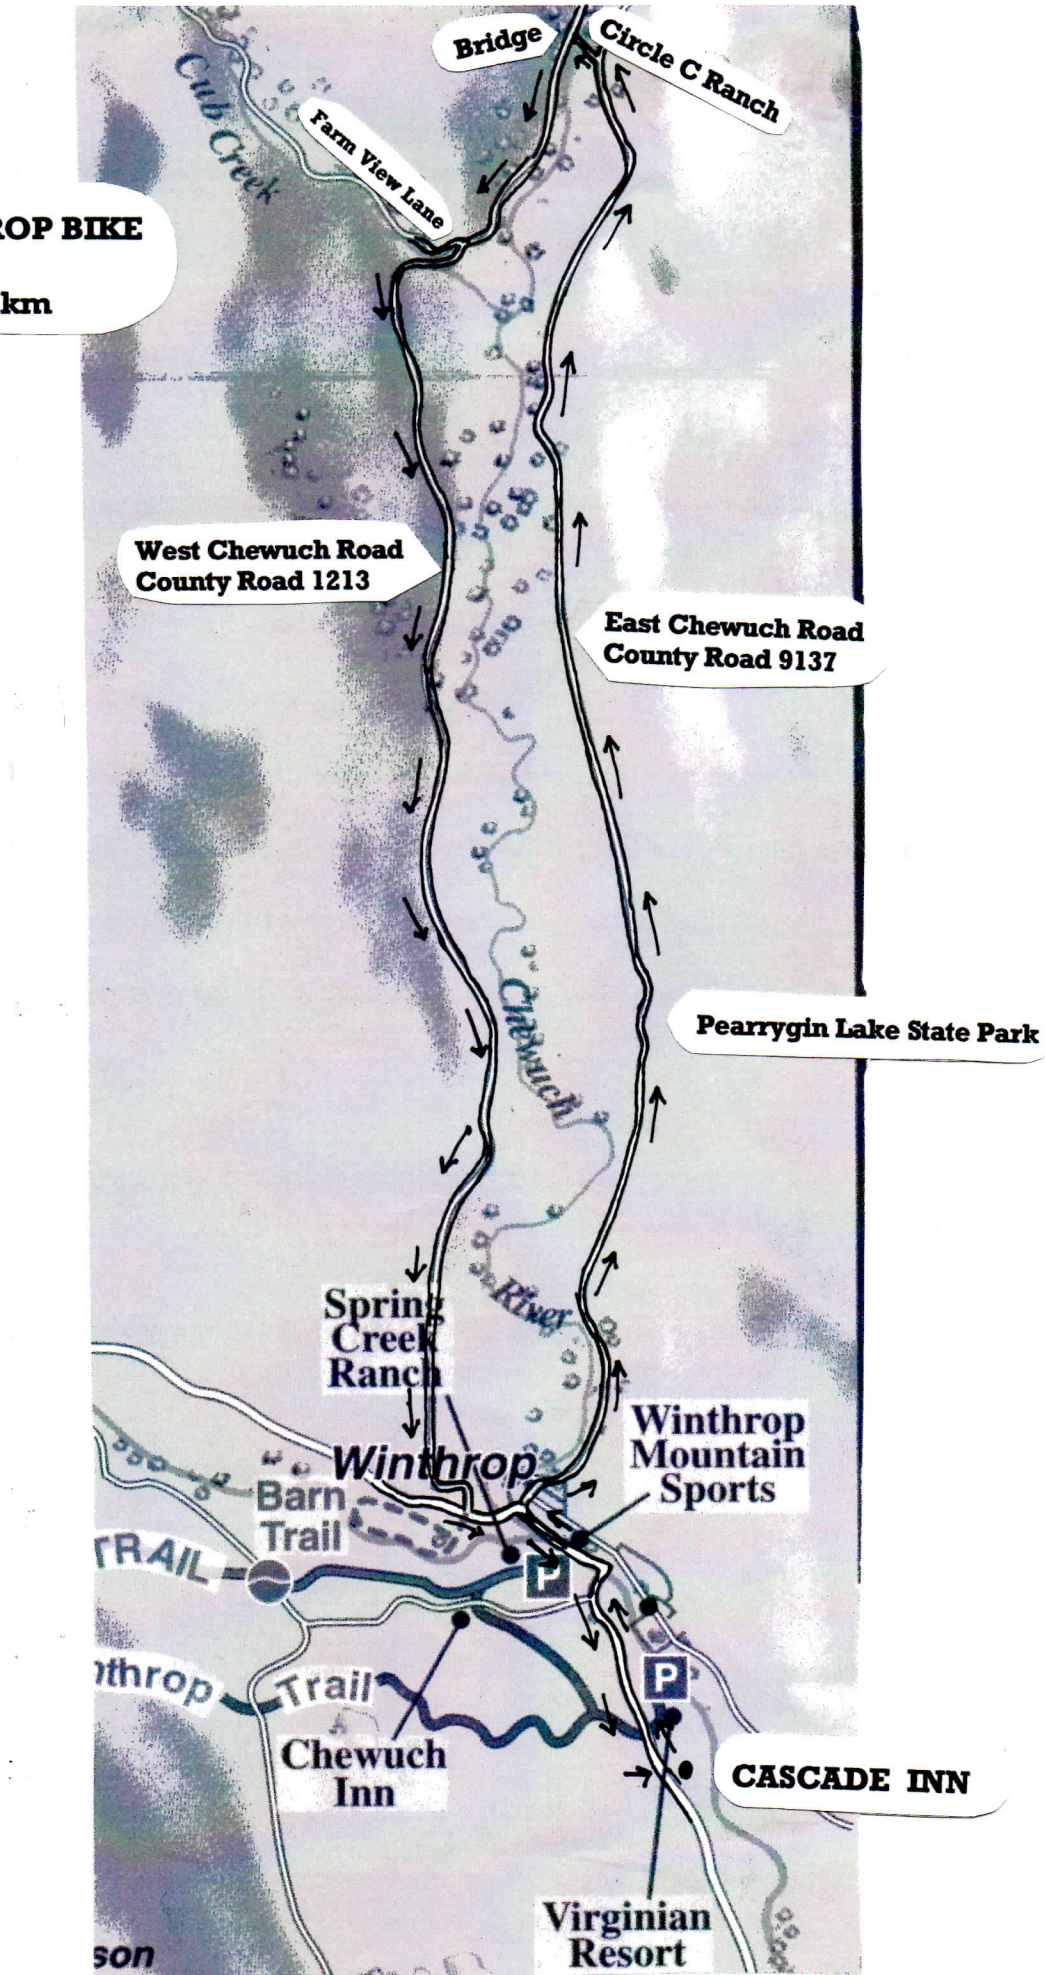 Bridge
Circle C Ranch
Cub Creek
Farm View Lane
ROP BIKE
km
West Chewuch Road
County Road 1213
East Chewuch Road
County Road 9137
Pearrygin Lake State Park
Chewuch
River
Spring
Creek
Ranch
Winthrop
Winthrop
Mountain
Sports
Barn
Trail
TRAIL
P
P
nthrop Trail
Chewuch
Inn
CASCADE INN
Virginian
Resort
son